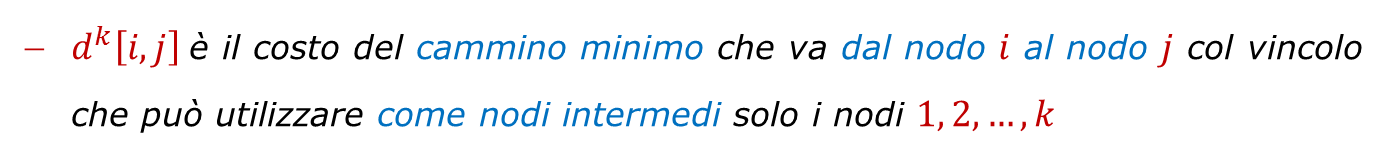 – d^k[i, j] è il costo del cammino minimo che va dal nodo i al nodo j col vincolo
che può utilizzare come nodi intermedi solo i nodi 1, 2, … , k